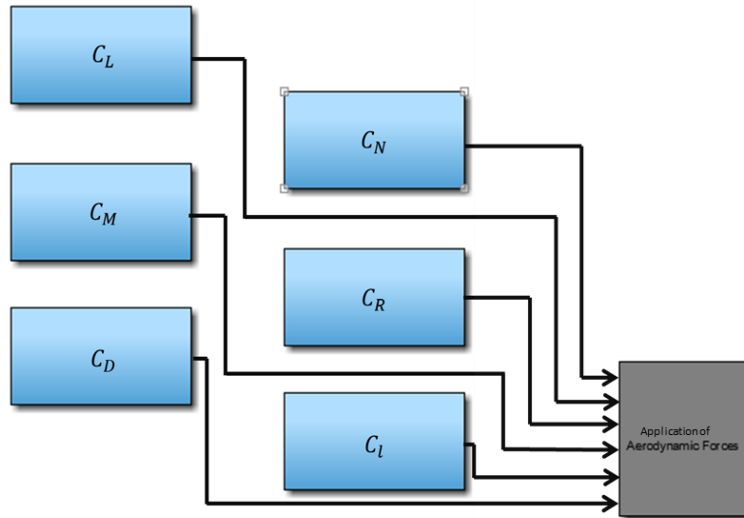 C_L
C_N
C_M
C_R
C_D
C_l
Application of
Aerodynamic Forces